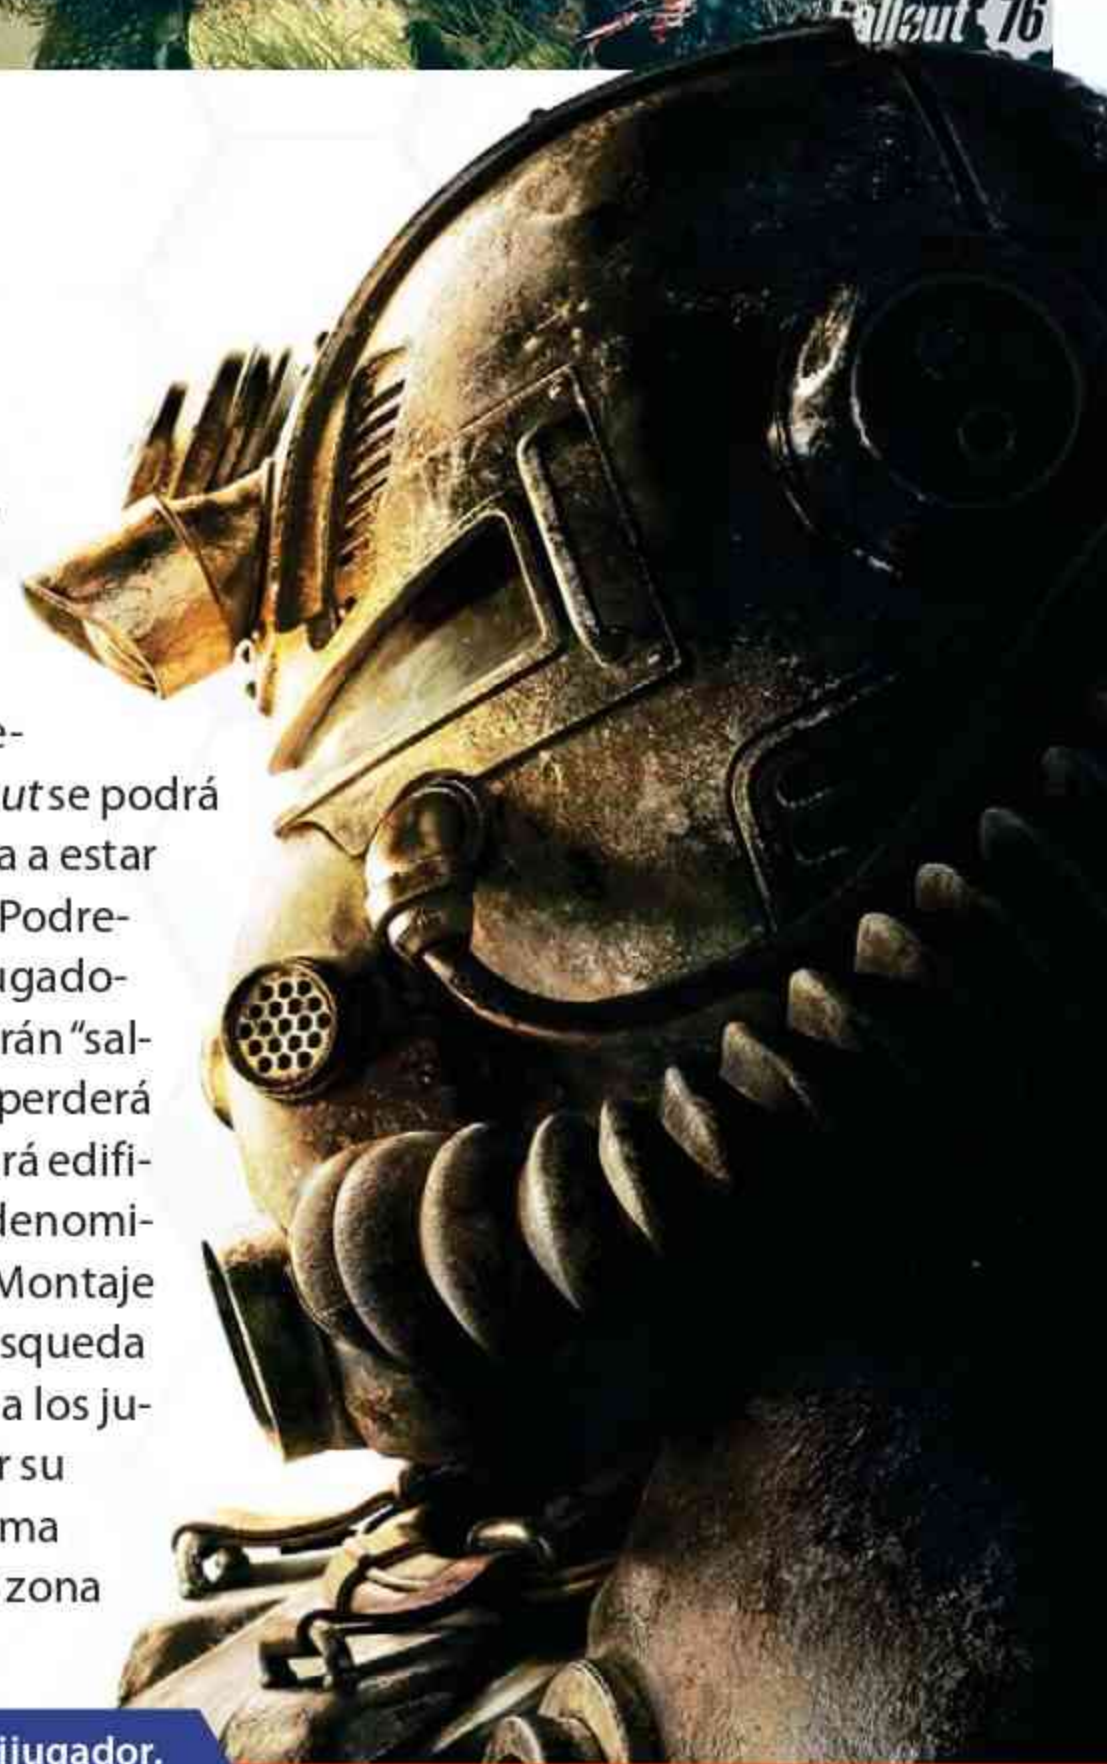 Fallout 76
e-
ut se podrá
a a estar
Podre-
ugado-
rán “sal-
perderá
rá edifi-
denomi-
Montaje
squeda
a los ju-
r su
ma
zona
ijugador.